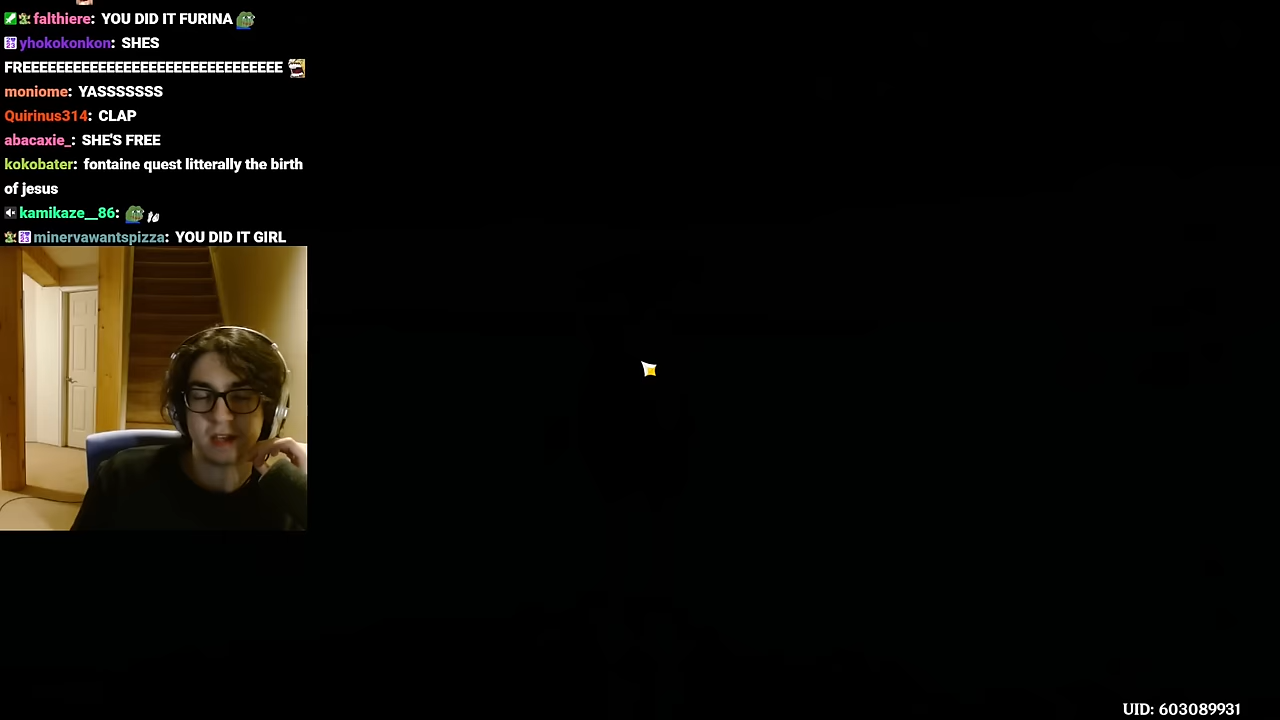 falthiere: YOU DID IT FURINA
yhokokonkon: SHES
FREEEEEEEEEEEEEEEEEEEEEEEEEEEEEEE
moniome: YASSSSSSS
Quirinus314: CLAP
abacaxie_: SHE'S FREE
kokobater: fontaine quest litterally the birth
of jesus
kamikaze__86:
minervawantspizza: YOU DID IT GIRL
UID: 603089931